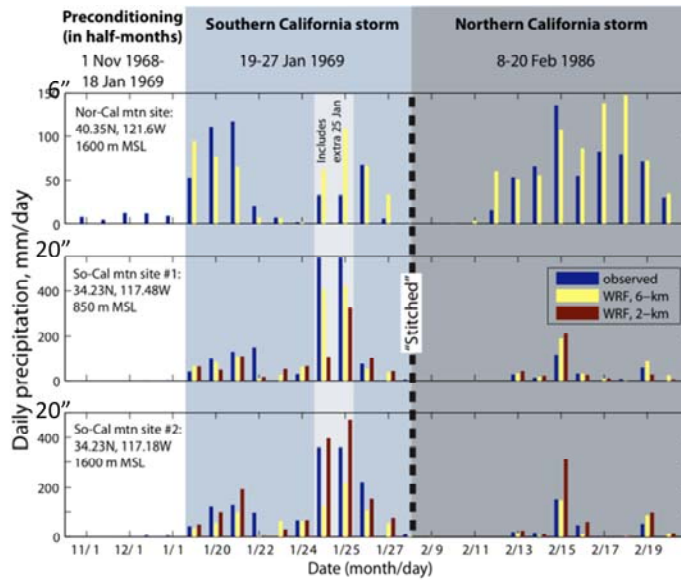 Preconditioning
(in half-months)
1 Nov 1968-
18 Jan 1969
Southern California storm
19-27 Jan 1969
Northern California storm
8-20 Feb 1986
Daily precipitation, mm/day
6”
150
100
50
0
Nor-Cal mtn site:
40.35N, 121.6W
1600 m MSL
Includes
extra 25 Jan
20”
400
200
0
So-Cal mtn site #1:
34.23N, 117.48W
850 m MSL
"Stitched"
observed
WRF, 6-km
WRF, 2-km
20”
400
200
0
So-Cal mtn site #2:
34.23N, 117.18W
1600 m MSL
11/ 1 12/ 1 1/ 1 1/20 1/22 1/24 1/25 1/27 2/9 2/11 2/13 2/15 2/17 2/19
Date (month/day)